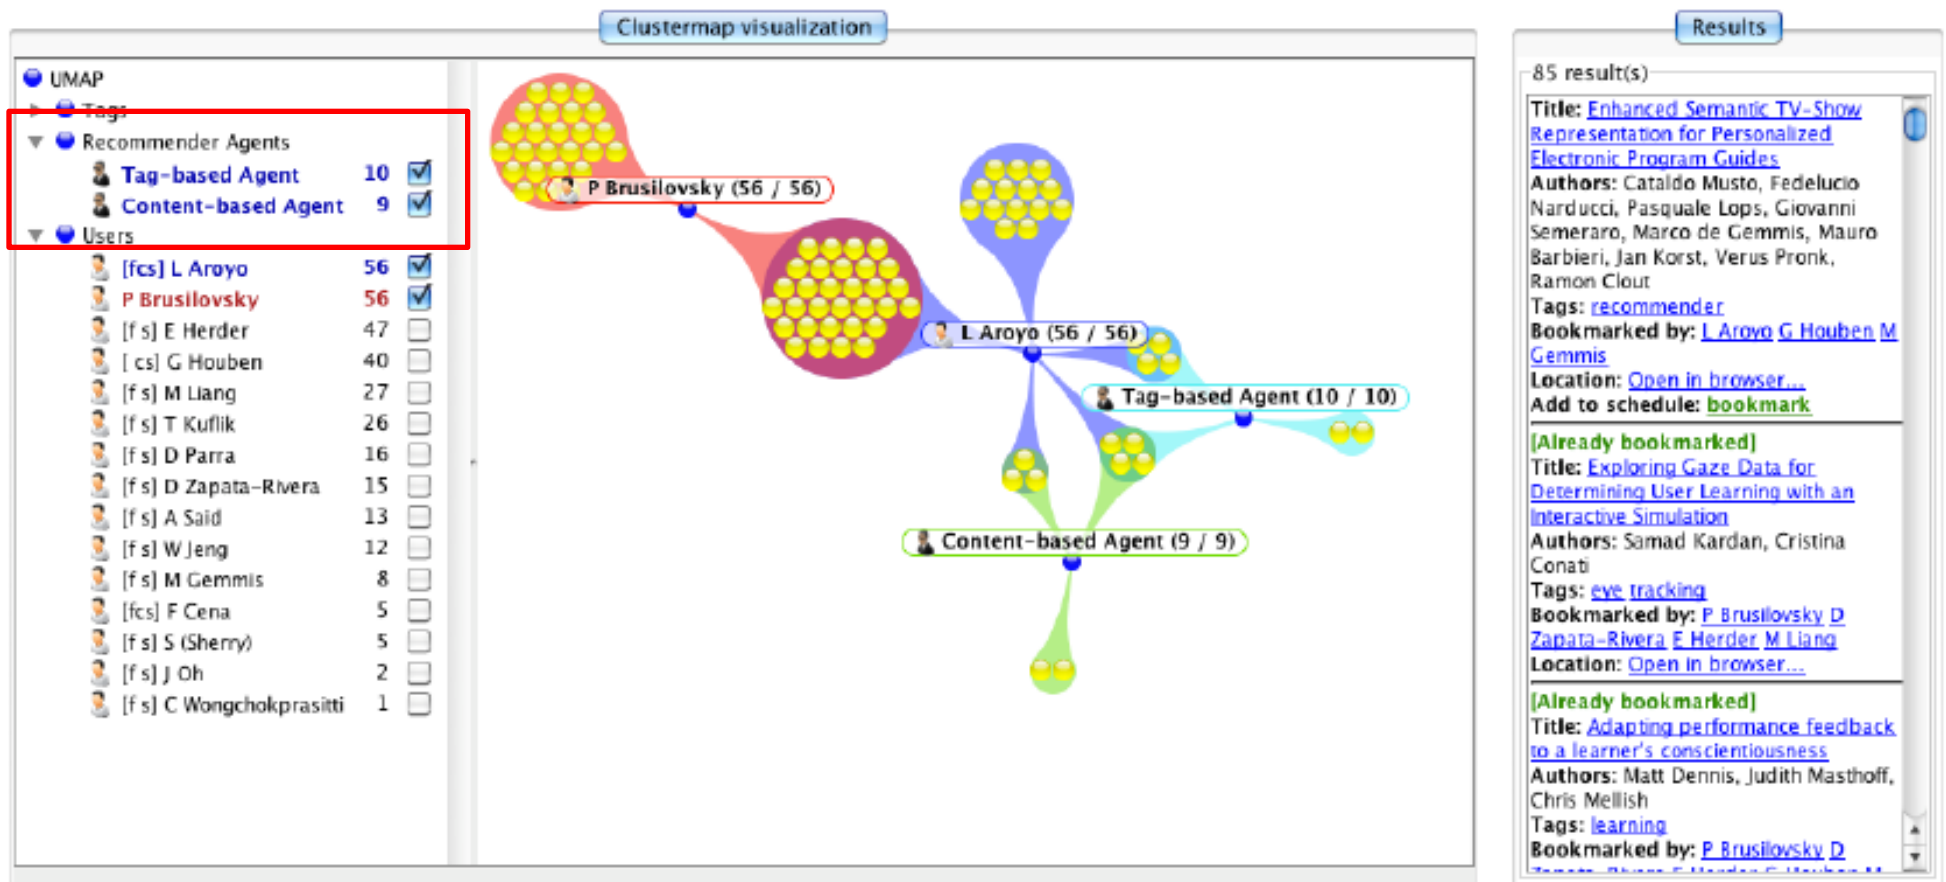 Clustermap visualization
UMAP
Tags
Recommender Agents
Tag-based Agent 10
Content-based Agent 9
Users
[fcs] L Aroyo 56
P Brusilovsky 56
[f s] E Herder 47
[ cs] G Houben 40
[f s] M Liang 27
[f s] T Kuflik 26
[f s] D Parra 16
[f s] D Zapata-Rivera 15
[f s] A Said 13
[f s] W Jeng 12
[f s] M Gemmis 8
[fcs] F Cena 5
[f s] S (Sherry) 5
[f s] J Oh 2
[f s] C Wongchokprasitti 1
P Brusilovsky (56 / 56)
L Aroyo (56 / 56)
Tag-based Agent (10 / 10)
Content-based Agent (9 / 9)
Results
85 result(s)
Title: Enhanced Semantic TV-Show
Representation for Personalized
Electronic Program Guides
Authors: Cataldo Musto, Fedelucio
Narducci, Pasquale Lops, Giovanni
Semeraro, Marco de Gemmis, Mauro
Barbieri, Jan Korst, Verus Pronk,
Ramon Clout
Tags: recommender
Bookmarked by: L Aroyo G Houben M
Gemmis
Location: Open in browser...
Add to schedule: bookmark
[Already bookmarked]
Title: Exploring Gaze Data for
Determining User Learning with an
Interactive Simulation
Authors: Samad Kardan, Cristina
Conati
Tags: eye tracking
Bookmarked by: P Brusilovsky D
Zapata-Rivera E Herder M Liang
Location: Open in browser...
[Already bookmarked]
Title: Adapting performance feedback
to a learner's conscientiousness
Authors: Matt Dennis, Judith Masthoff,
Chris Mellish
Tags: learning
Bookmarked by: P Brusilovsky D